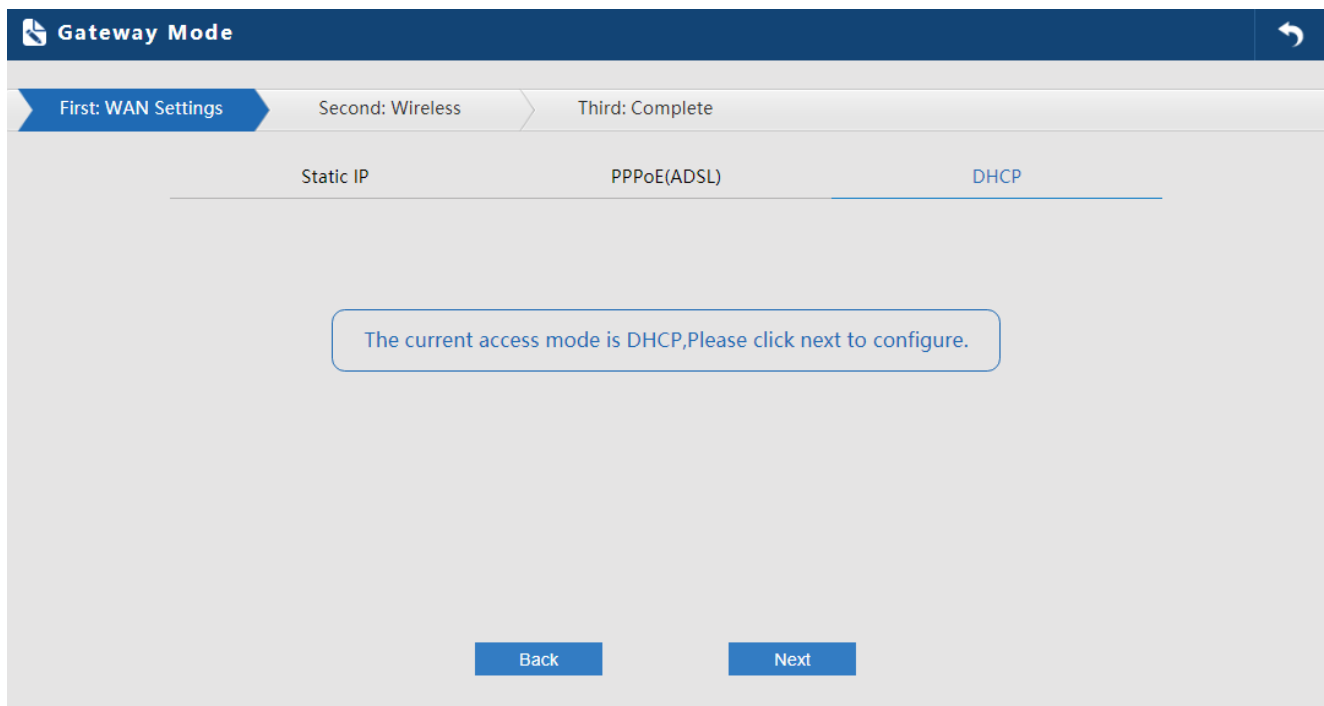 Gateway Mode
First: WAN Settings Second: Wireless Third: Complete
Static IP PPPoE(ADSL) DHCP
The current access mode is DHCP,Please click next to configure.
Back Next